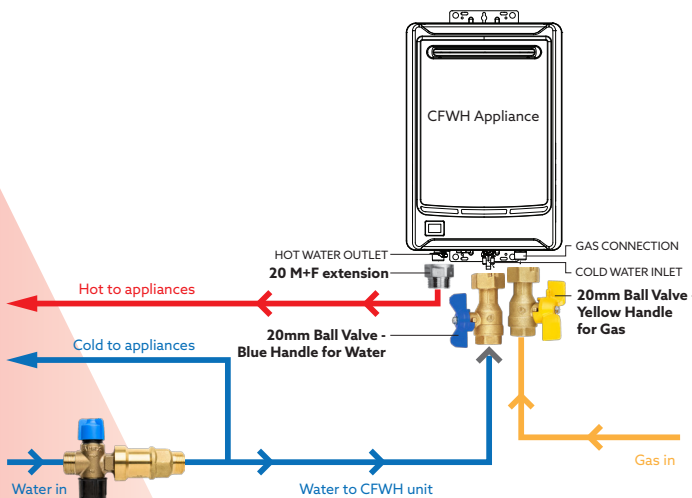 CFWH Appliance
HOT WATER OUTLET
GAS CONNECTION
20 M+F extension
COLD WATER INLET
Hot to appliances
20mm Ball Valve
Yellow Handle
for Gas
20mm Ball Valve -
Blue Handle for Water
Cold to appliances
Gas in
Water in
Water to CFWH unit